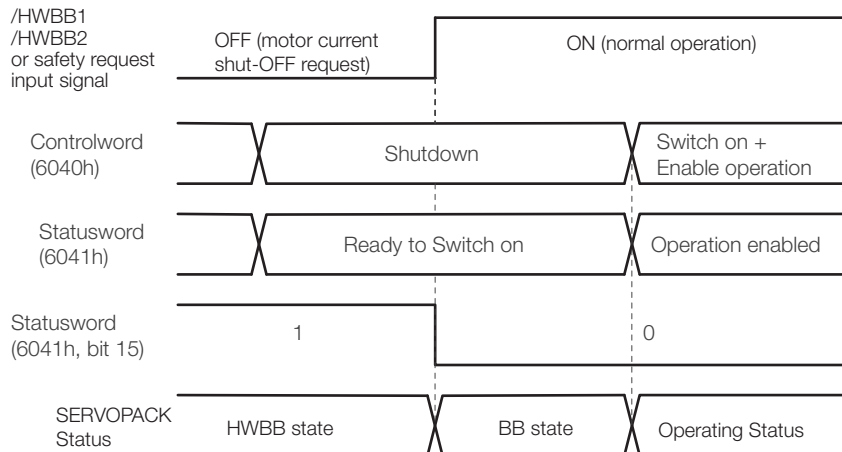 /HWBB1
/HWBB2
or safety request
input signal
OFF (motor current
shut-OFF request)
ON (normal operation)
Controlword
(6040h)
Shutdown
Switch on +
Enable operation
Statusword
(6041h)
Ready to Switch on
Operation enabled
Statusword
(6041h, bit 15)
1
0
SERVOPACK
Status
HWBB state
BB state
Operating Status